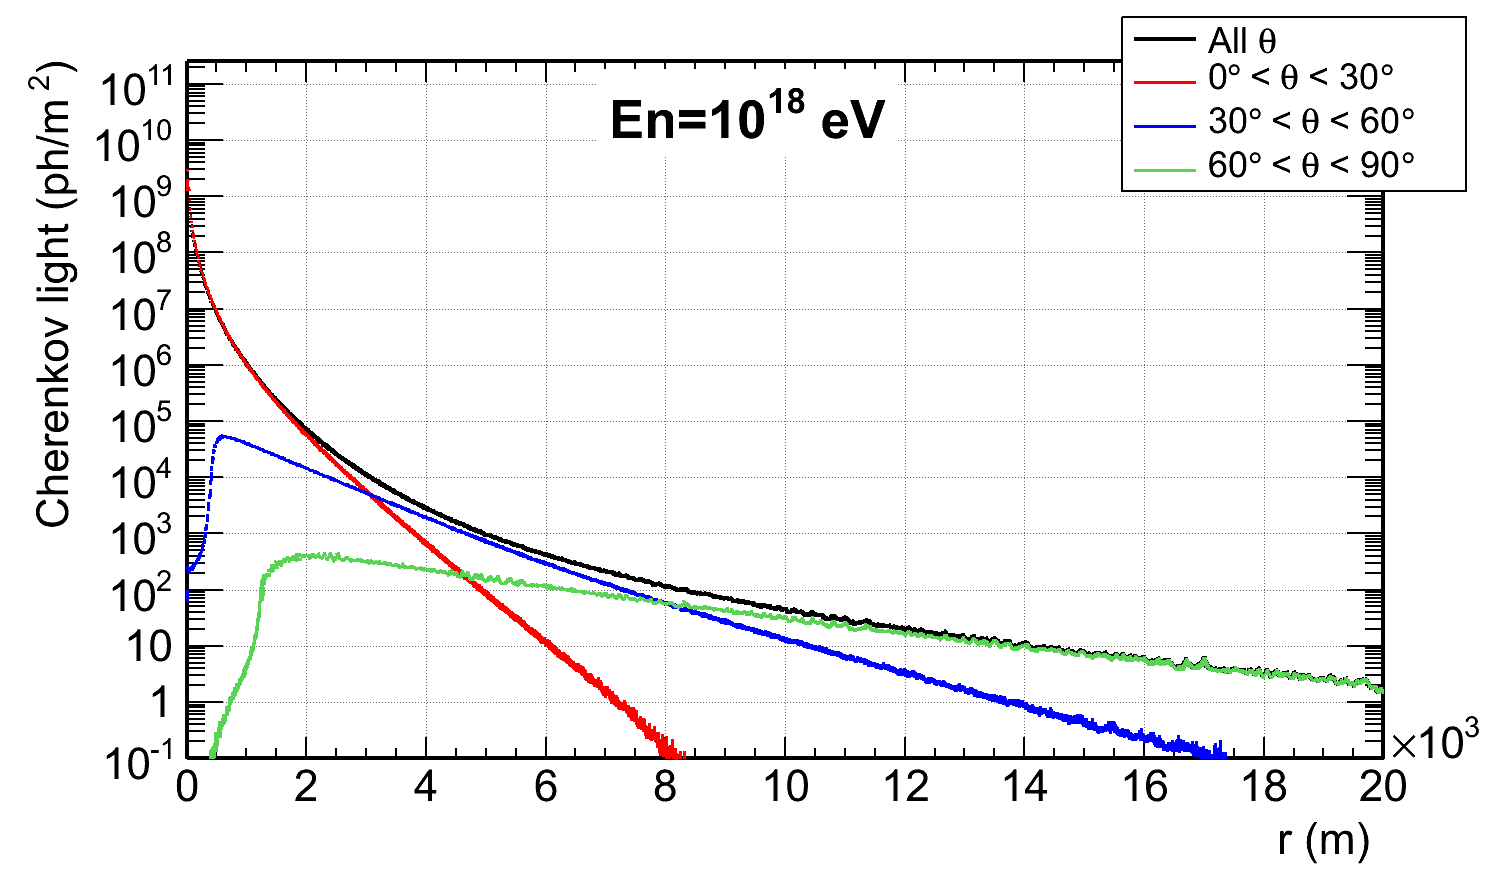 All θ
0° < θ < 30°
30° < θ < 60°
60° < θ < 90°
En=10¹⁸ eV
Cherenkov light (ph/m²)
10¹¹
10¹⁰
10⁹
10⁸
10⁷
10⁶
10⁵
10⁴
10³
10²
10
1
10⁻¹
0 2 4 6 8 10 12 14 16 18 20
×10³
r (m)